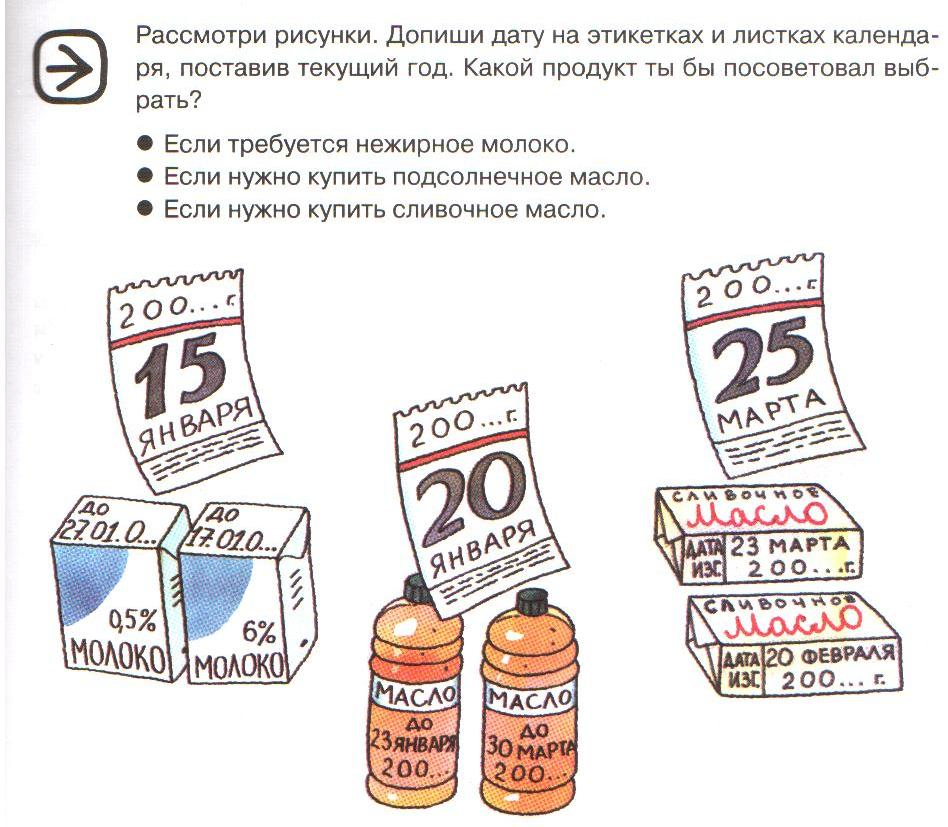 Рассмотри рисунки. Допиши дату на этикетках и листках календа-
ря, поставив текущий год. Какой продукт ты бы посоветовал выб-
рать?
● Если требуется нежирное молоко.
● Если нужно купить подсолнечное масло.
● Если нужно купить сливочное масло.
200... г.
15
ЯНВАРЯ
200... г.
25
МАРТА
200... г.
20
ЯНВАРЯ
ДО
27.01.0...
0,5%
МОЛОКО
ДО
17.01.0...
6%
МОЛОКО
МАСЛО
ДО
23 ЯНВАРЯ
200...
МАСЛО
ДО
30 МАРТА
200...
СЛИВОЧНОЕ
Масло
ДАТА ИЗГ. 23 МАРТА
200... г.
СЛИВОЧНОЕ
Масло
ДАТА ИЗГ. 20 ФЕВРАЛЯ
200... г.